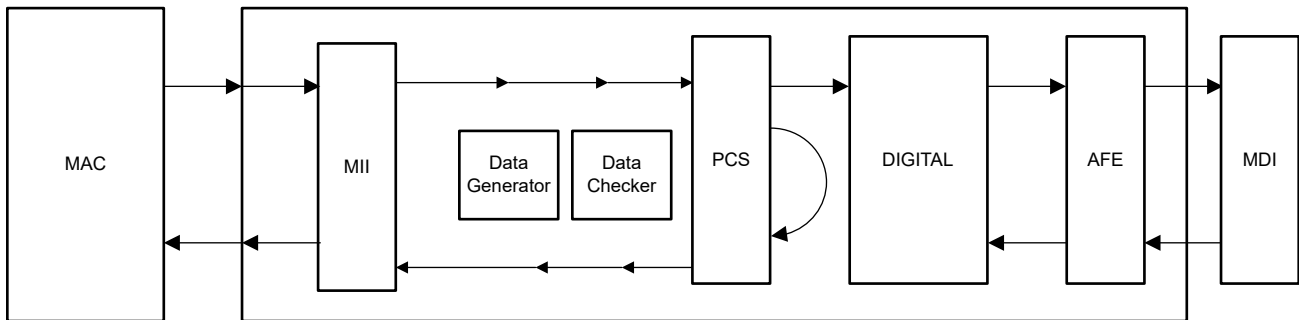 MAC
MII
Data
Generator
Data
Checker
PCS
DIGITAL
AFE
MDI